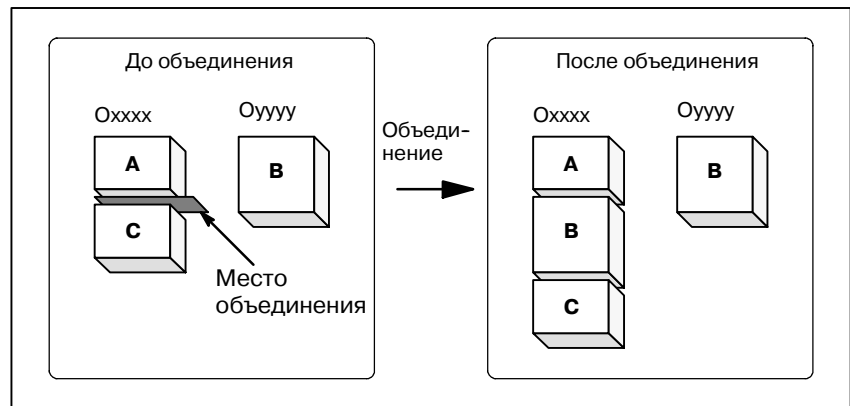 До объединения
Oxxxx
Oyyyy
A
B
C
Место
объединения
Объеди-
нение
После объединения
Oxxxx
Oyyyy
A
B
B
C